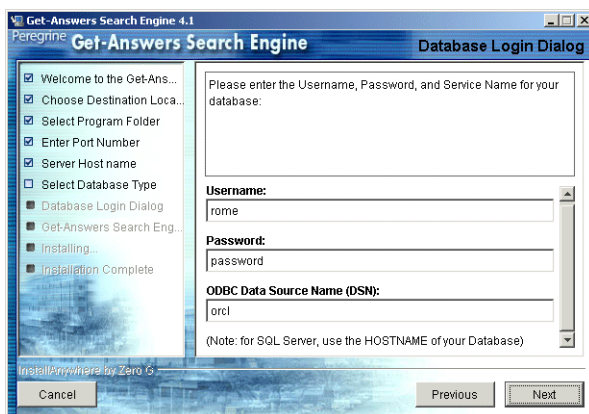 Get-Answers Search Engine 4.1
Peregrine Get-Answers Search Engine
Database Login Dialog
Welcome to the Get-Ans...
Choose Destination Loca...
Select Program Folder
Enter Port Number
Server Host name
Select Database Type
Database Login Dialog
Get-Answers Search Eng...
Installing...
Installation Complete
Please enter the Username, Password, and Service Name for your
database:
Username:
rome
Password:
password
ODBC Data Source Name (DSN):
orcl
(Note: for SQL Server, use the HOSTNAME of your Database)
InstallAnywhere by Zero G
Cancel
Previous
Next